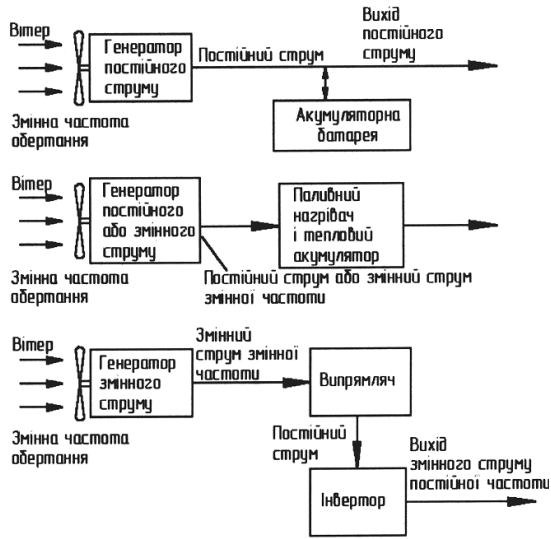 Вітер
Генератор
постійного
струму
Постійний струм
Вихід
постійного
струму
Змінна частота
обертання
Акумуляторна
батарея
Вітер
Генератор
постійного
або змінного
струму
Паливний
нагрівач
і тепловий
акумулятор
Змінна частота
обертання
Постійний струм або змінний струм
змінної частоти
Вітер
Генератор
змінного
струму
Змінний
струм змінної
частоти
Випрямляч
Змінна частота
обертання
Постійний
струм
Інвертор
Вихід
змінного струму
постійної частоти